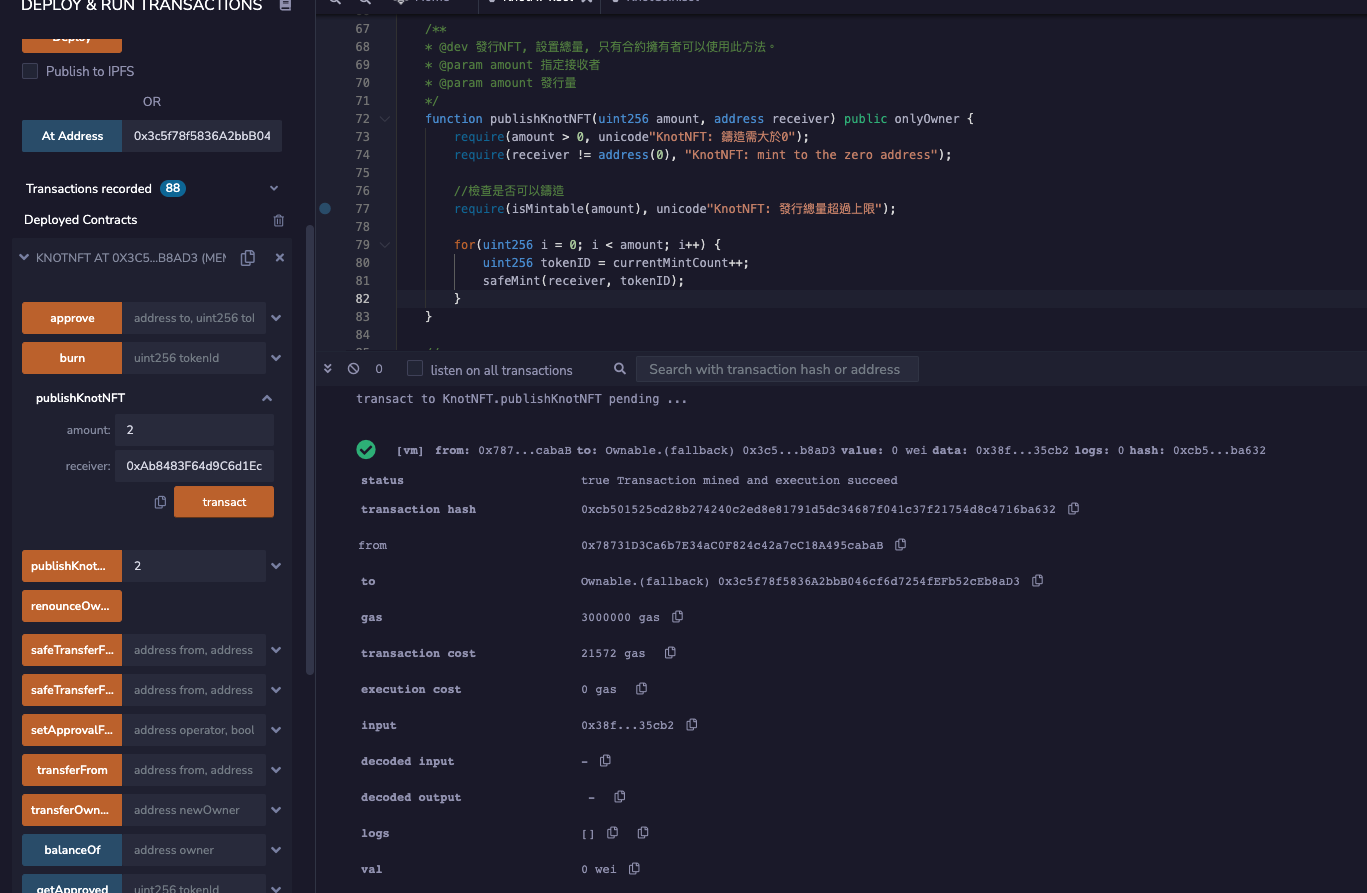 DEPLOY & RUN TRANSACTIONS
Deploy
Publish to IPFS
OR
At Address 0x3c5f78f5836A2bbB04
Transactions recorded 88
Deployed Contracts
KNOTNFT AT 0X3C5...B8AD3 (MEM
approve address to, uint256 tol
burn uint256 tokenId
publishKnotNFT
amount: 2
receiver: 0xAb8483F64d9C6d1Ec
transact
publishKnot... 2
renounceOw...
safeTransferF... address from, address
safeTransferF... address from, address
setApprovalF... address operator, bool
transferFrom address from, address
transferOwn... address newOwner
balanceOf address owner
getApproved uint256 tokenId
67 /**
68 * @dev 發行NFT, 設置總量, 只有合約擁有者可以使用此方法。
69 * @param amount 指定接收者
70 * @param amount 發行量
71 */
72 function publishKnotNFT(uint256 amount, address receiver) public onlyOwner {
73 require(amount > 0, unicode"KnotNFT: 鑄造需大於0");
74 require(receiver != address(0), "KnotNFT: mint to the zero address");
75
76 //檢查是否可以鑄造
77 require(isMintable(amount), unicode"KnotNFT: 發行總量超過上限");
78
79 for(uint256 i = 0; i < amount; i++) {
80 uint256 tokenID = currentMintCount++;
81 safeMint(receiver, tokenID);
82 }
83 }
84
0 listen on all transactions Search with transaction hash or address
transact to KnotNFT.publishKnotNFT pending ...
[vm] from: 0x787...cabaB to: Ownable.(fallback) 0x3c5...b8aD3 value: 0 wei data: 0x38f...35cb2 logs: 0 hash: 0xcb5...ba632
status true Transaction mined and execution succeed
transaction hash 0xcb501525cd28b274240c2ed8e81791d5dc34687f041c37f21754d8c4716ba632
from 0x78731D3Ca6b7E34aC0F824c42a7cC18A495cabaB
to Ownable.(fallback) 0x3c5f78f5836A2bbB046cf6d7254fEFb52cEb8aD3
gas 3000000 gas
transaction cost 21572 gas
execution cost 0 gas
input 0x38f...35cb2
decoded input -
decoded output -
logs []
val 0 wei